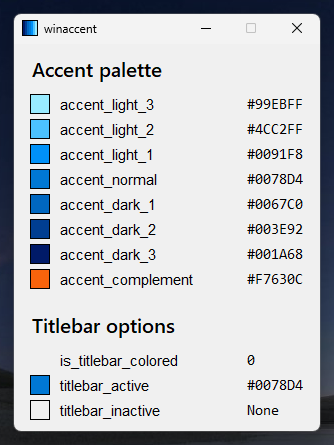 winaccent
Accent palette
accent_light_3 #99EBFF
accent_light_2 #4CC2FF
accent_light_1 #0091F8
accent_normal #0078D4
accent_dark_1 #0067C0
accent_dark_2 #003E92
accent_dark_3 #001A68
accent_complement #F7630C
Titlebar options
is_titlebar_colored 0
titlebar_active #0078D4
titlebar_inactive None